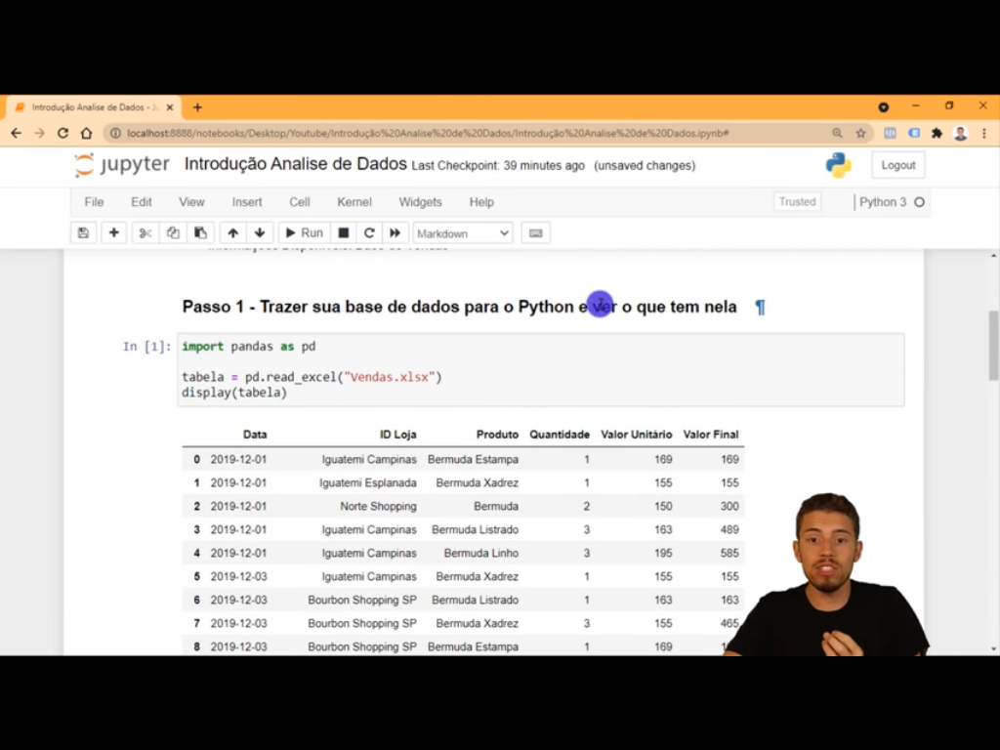 Introdução Analise de Dados - Ju
localhost:8888/notebooks/Desktop/Youtube/Introdução%20Analise%20de%20Dados/Introdução%20Analise%20de%20Dados.ipynb#
jupyter Introdução Analise de Dados Last Checkpoint: 39 minutes ago (unsaved changes) Logout
File Edit View Insert Cell Kernel Widgets Help Trusted Python 3
Run Markdown
Passo 1 - Trazer sua base de dados para o Python e ver o que tem nela ¶
In [1]: import pandas as pd
tabela = pd.read_excel("Vendas.xlsx")
display(tabela)
Data ID Loja Produto Quantidade Valor Unitário Valor Final
0 2019-12-01 Iguatemi Campinas Bermuda Estampa 1 169 169
1 2019-12-01 Iguatemi Esplanada Bermuda Xadrez 1 155 155
2 2019-12-01 Norte Shopping Bermuda 2 150 300
3 2019-12-01 Iguatemi Campinas Bermuda Listrado 3 163 489
4 2019-12-01 Iguatemi Campinas Bermuda Linho 3 195 585
5 2019-12-03 Iguatemi Campinas Bermuda Xadrez 1 155 155
6 2019-12-03 Bourbon Shopping SP Bermuda Listrado 1 163 163
7 2019-12-03 Bourbon Shopping SP Bermuda Xadrez 3 155 465
8 2019-12-03 Bourbon Shopping SP Bermuda Estampa 1 169